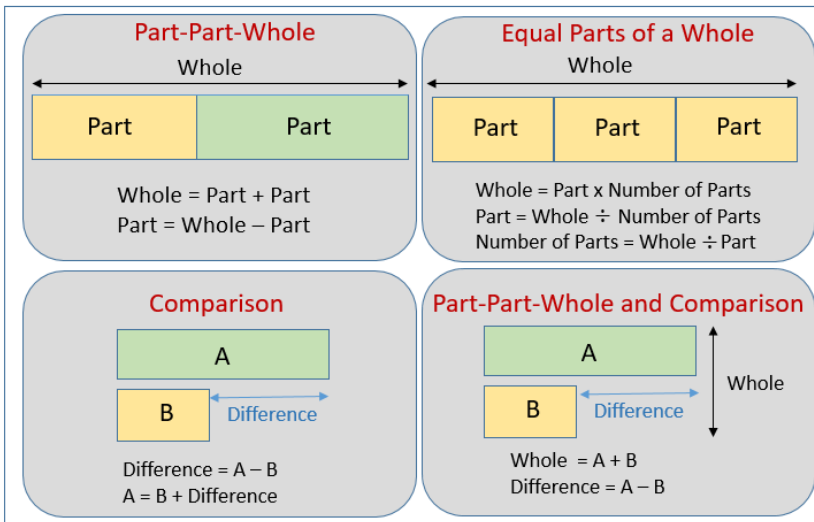 Part-Part-Whole
Whole
Part Part
Whole = Part + Part
Part = Whole – Part
Equal Parts of a Whole
Whole
Part Part Part
Whole = Part x Number of Parts
Part = Whole ÷ Number of Parts
Number of Parts = Whole ÷ Part
Comparison
A
B
Difference
Difference = A – B
A = B + Difference
Part-Part-Whole and Comparison
A
Whole
B
Difference
Whole = A + B
Difference = A – B